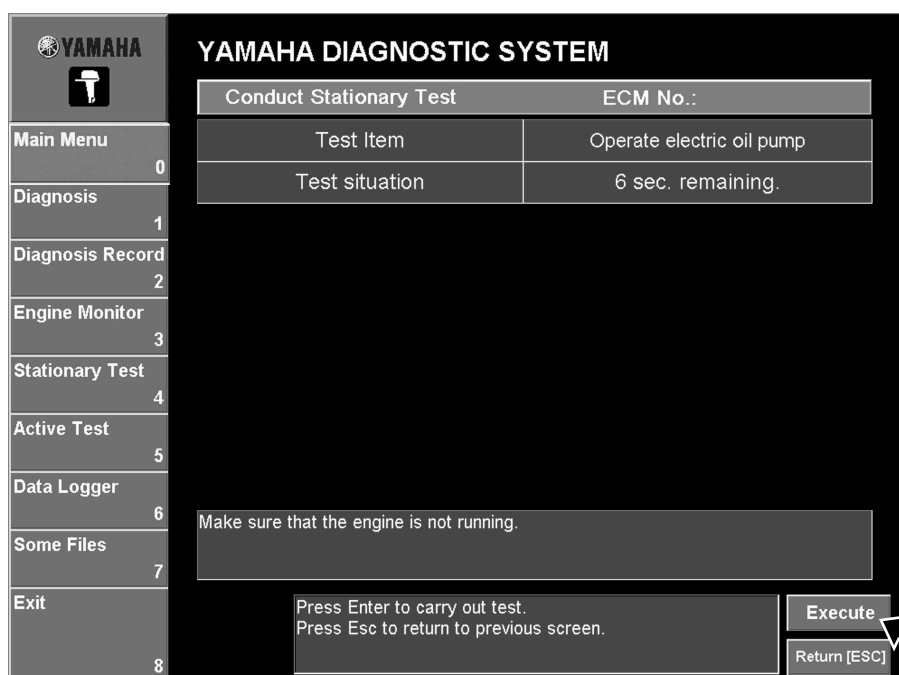 YAMAHA
YAMAHA DIAGNOSTIC SYSTEM
Conduct Stationary Test ECM No.:
Test Item Operate electric oil pump
Test situation 6 sec. remaining.
Main Menu
0
Diagnosis
1
Diagnosis Record
2
Engine Monitor
3
Stationary Test
4
Active Test
5
Data Logger
6
Some Files
7
Exit
8
Make sure that the engine is not running.
Press Enter to carry out test.
Press Esc to return to previous screen.
Execute
Return [ESC]